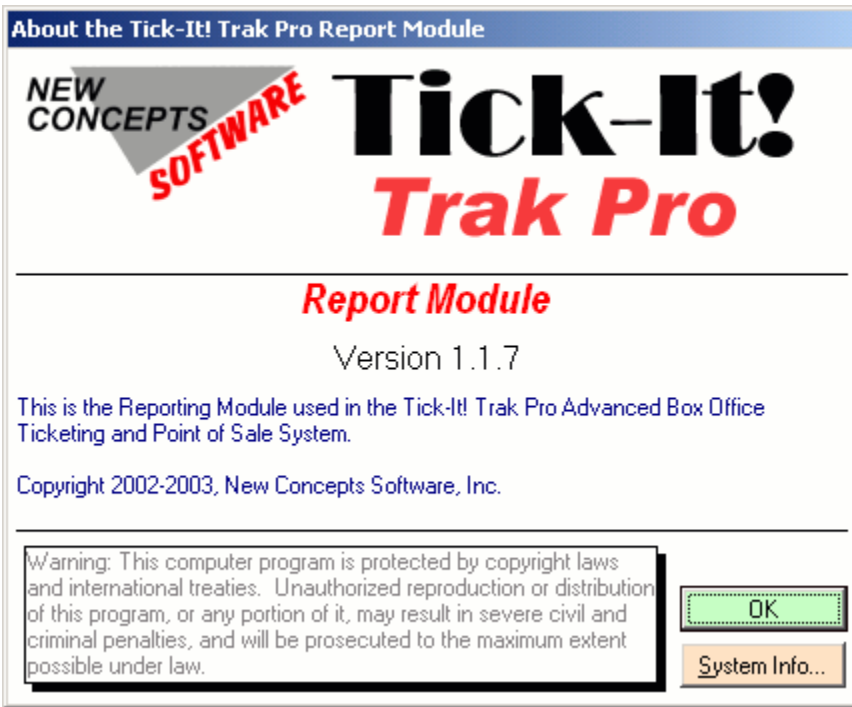 About the Tick-It! Trak Pro Report Module
NEW
CONCEPTS
SOFTWARE
Tick-It!
Trak Pro
Report Module
Version 1.1.7
This is the Reporting Module used in the Tick-It! Trak Pro Advanced Box Office
Ticketing and Point of Sale System.
Copyright 2002-2003, New Concepts Software, Inc.
Warning: This computer program is protected by copyright laws
and international treaties. Unauthorized reproduction or distribution
of this program, or any portion of it, may result in severe civil and
criminal penalties, and will be prosecuted to the maximum extent
possible under law.
OK
System Info...